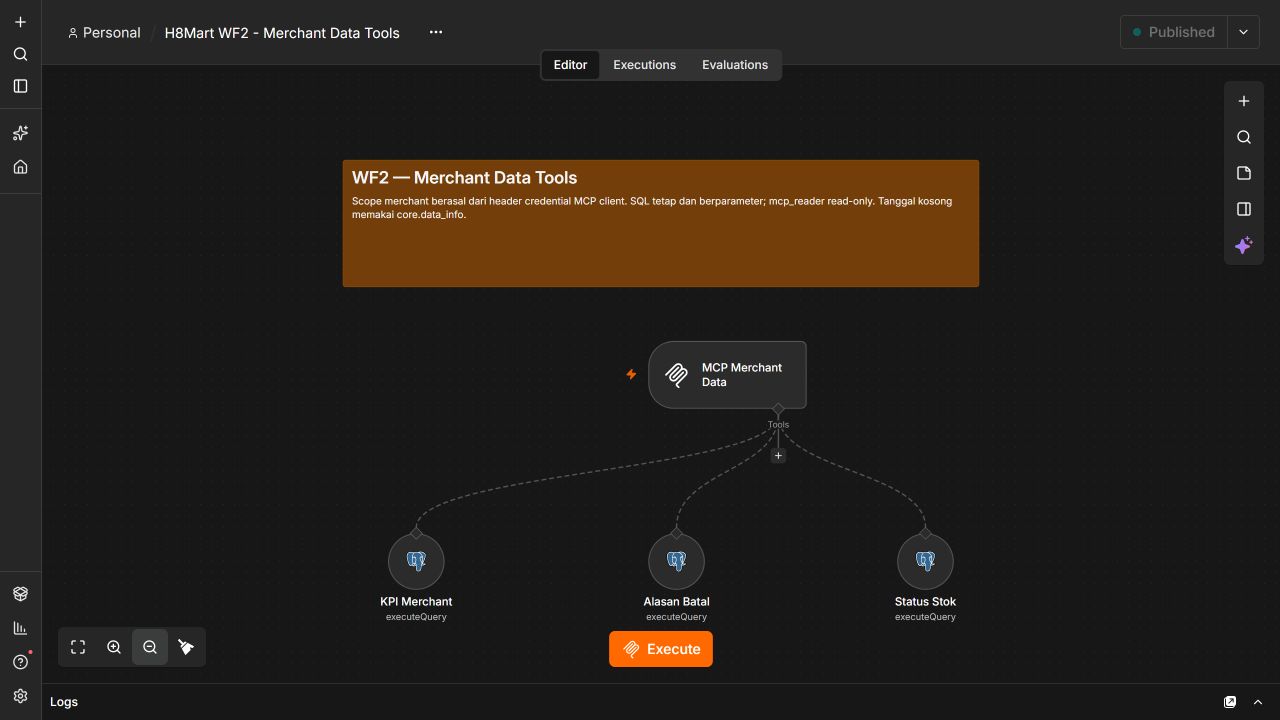 Personal / H8Mart WF2 - Merchant Data Tools ...
Published
Editor Executions Evaluations
WF2 — Merchant Data Tools
Scope merchant berasal dari header credential MCP client. SQL tetap dan berparameter; mcp_reader read-only. Tanggal kosong
memakai core.data_info.
MCP Merchant
Data
Tools
KPI Merchant
executeQuery
Alasan Batal
executeQuery
Status Stok
executeQuery
Execute
Logs